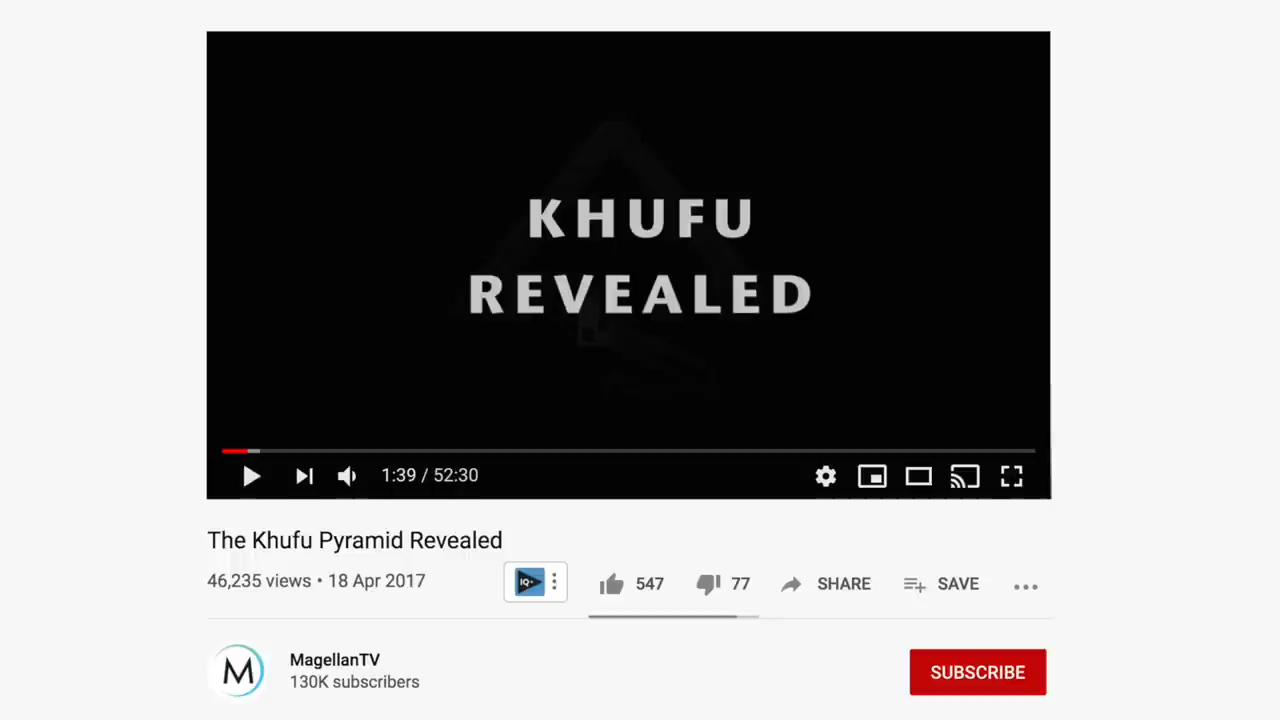 KHUFU
REVEALED
1:39 / 52:30
The Khufu Pyramid Revealed
46,235 views • 18 Apr 2017
IQ
547
77
SHARE
SAVE
M
MagellanTV
130K subscribers
SUBSCRIBE